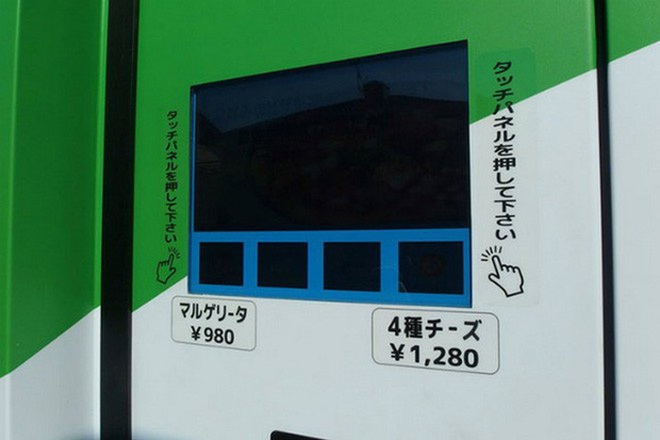 タッチパネルを押して下さい
タッチパネルを押して下さい
マルゲリータ
¥980
4種チーズ
¥1,280